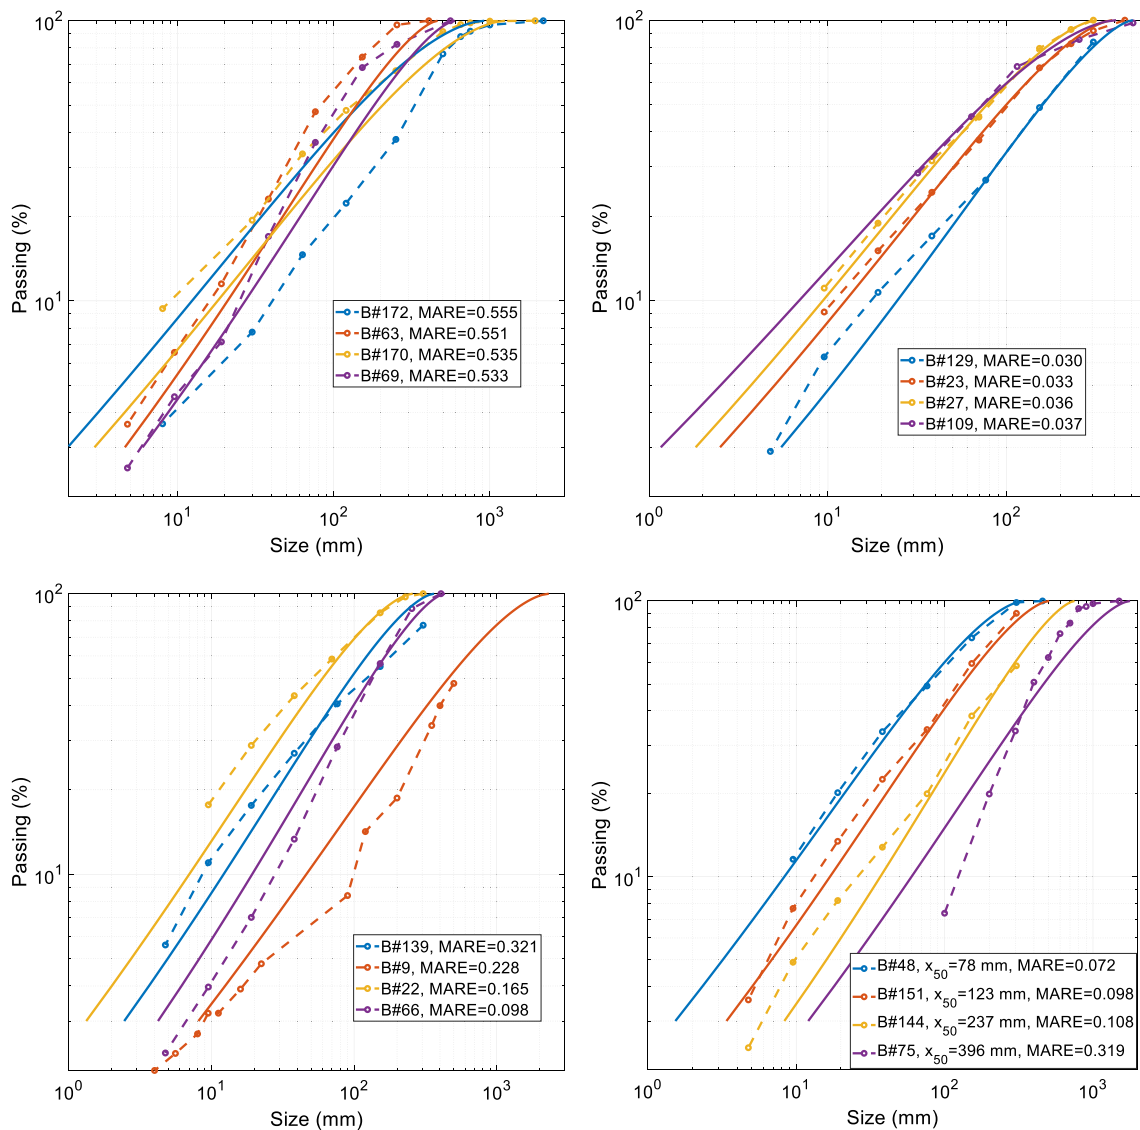 10^2
Passing (%)
10^1
B#172, MARE=0.555
B#63, MARE=0.551
B#170, MARE=0.535
B#69, MARE=0.533
10^1
10^2
10^3
Size (mm)
10^2
Passing (%)
10^1
B#129, MARE=0.030
B#23, MARE=0.033
B#27, MARE=0.036
B#109, MARE=0.037
10^0
10^1
10^2
Size (mm)
10^2
Passing (%)
10^1
B#139, MARE=0.321
B#9, MARE=0.228
B#22, MARE=0.165
B#66, MARE=0.098
10^0
10^1
10^2
10^3
Size (mm)
10^2
Passing (%)
10^1
B#48, x_50=78 mm, MARE=0.072
B#151, x_50=123 mm, MARE=0.098
B#144, x_50=237 mm, MARE=0.108
B#75, x_50=396 mm, MARE=0.319
10^0
10^1
10^2
10^3
Size (mm)